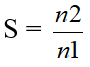 S = n2/n1